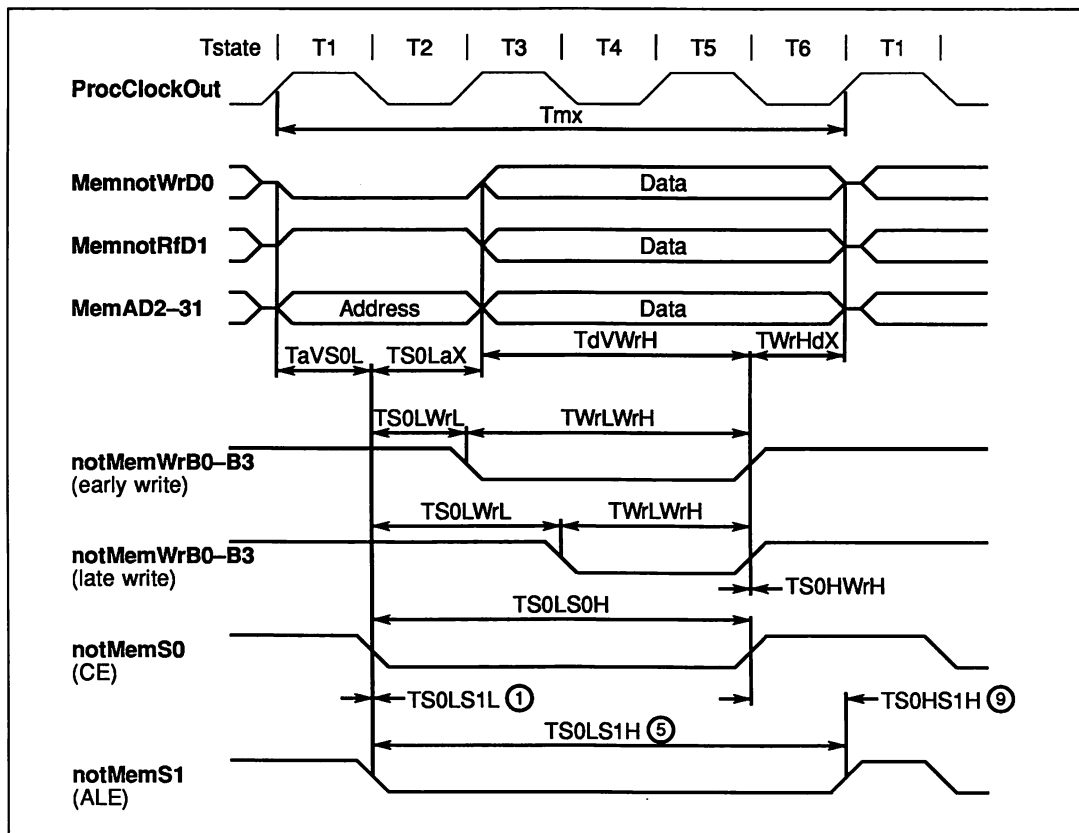 Tstate | T1 | T2 | T3 | T4 | T5 | T6 | T1 |
ProcClockOut
Tmx
MemnotWrD0
Data
MemnotRfD1
Data
MemAD2–31
Address
Data
TaVS0L
TS0LaX
TdVWrH
TWrHdX
TS0LWrL
TWrLWrH
notMemWrB0–B3
(early write)
TS0LWrL
TWrLWrH
notMemWrB0–B3
(late write)
TS0HWrH
TS0LS0H
notMemS0
(CE)
TS0LS1L ①
TS0HS1H ⑨
TS0LS1H ⑤
notMemS1
(ALE)